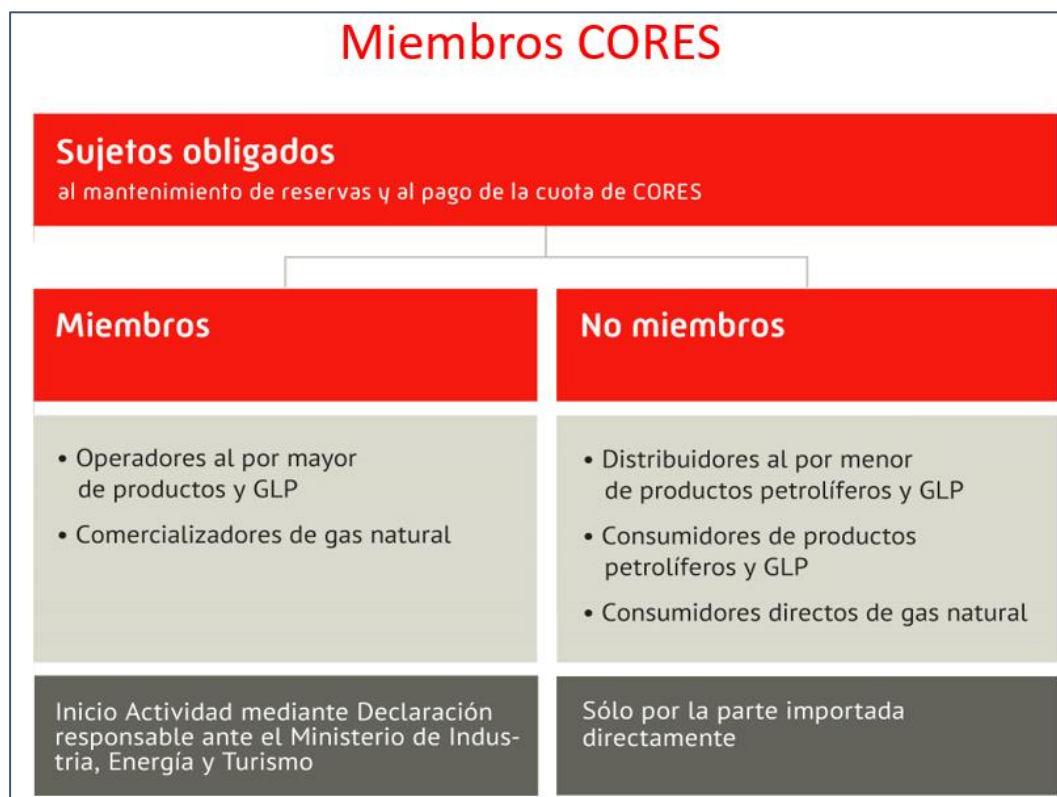 Miembros CORES
Sujetos obligados
al mantenimiento de reservas y al pago de la cuota de CORES
Miembros
• Operadores al por mayor
de productos y GLP
• Comercializadores de gas natural
Inicio Actividad mediante Declaración
responsable ante el Ministerio de Indus-
tria, Energía y Turismo
No miembros
• Distribuidores al por menor
de productos petrolíferos y GLP
• Consumidores de productos
petrolíferos y GLP
• Consumidores directos de gas natural
Sólo por la parte importada
directamente